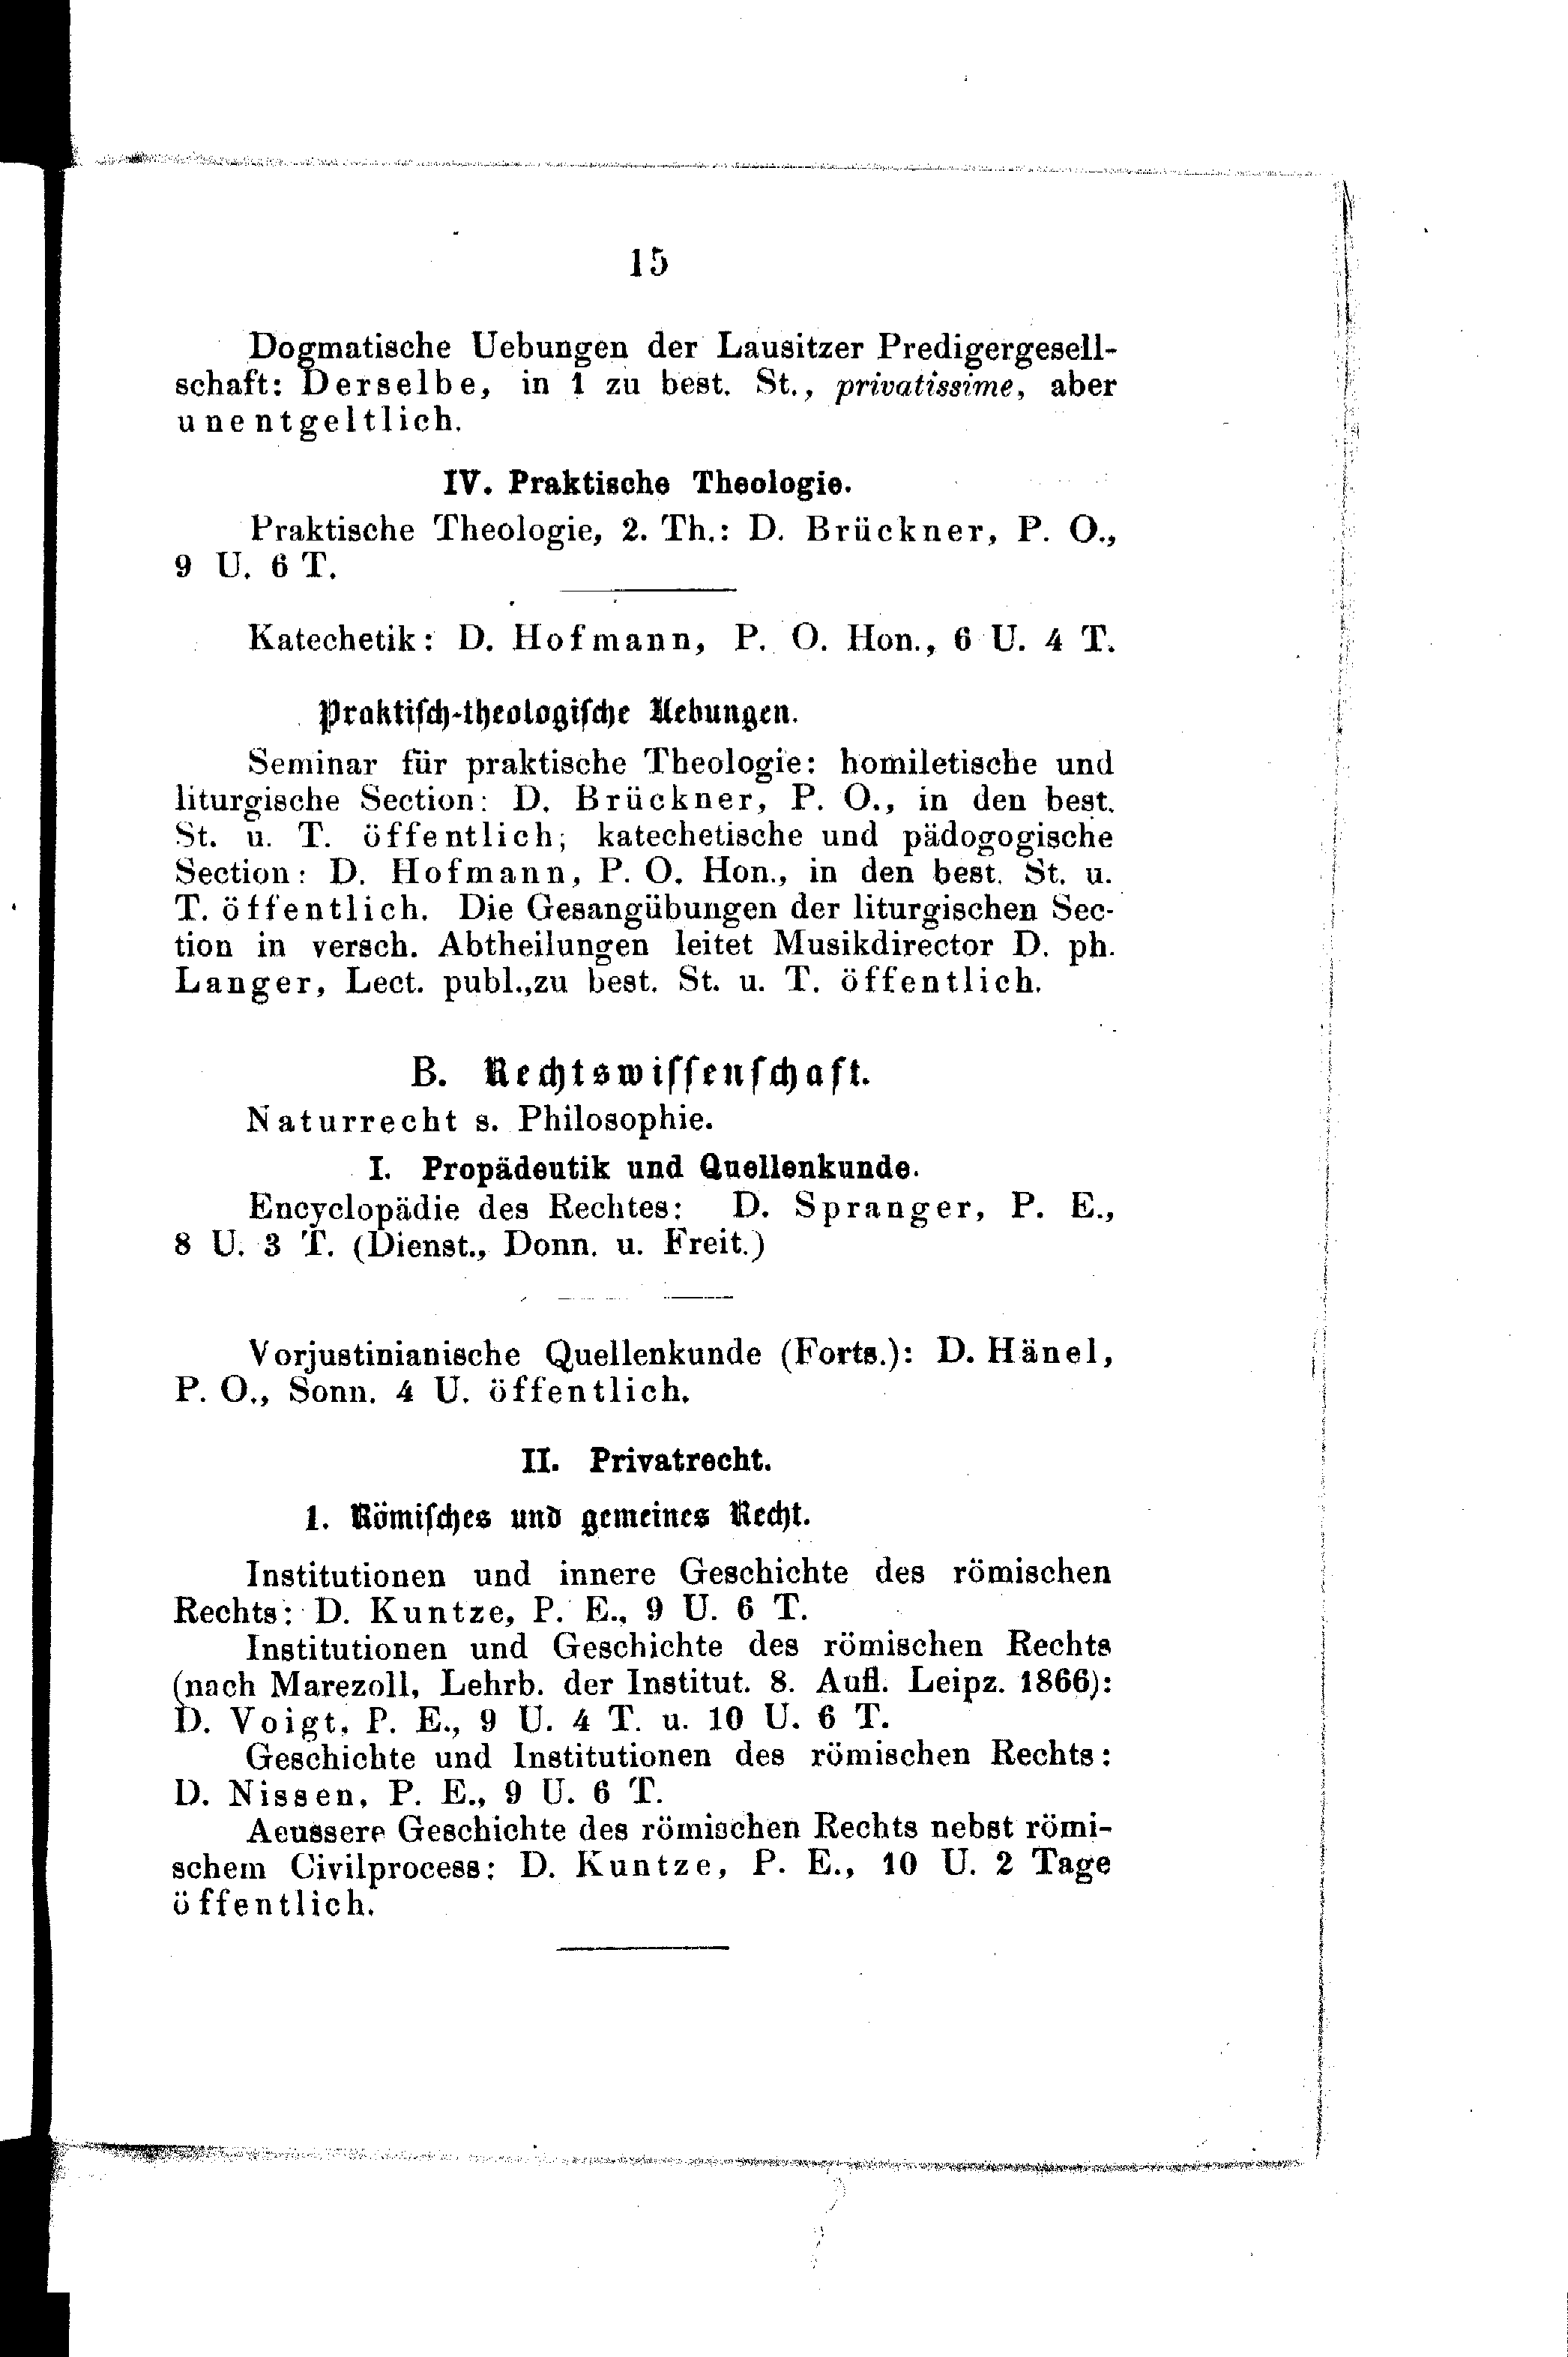 15
Dogmatische Uebungen der Lausitzer Predigergesell-
schaft: Derselbe, in 1 zu best. St., privatissime, aber
unentgeltlich.
IV. Praktische Theologie.
Praktische Theologie, 2. Th.: D. Brückner, P. O.,
9 U. 6 T.
Katechetik: D. Hofmann, P. O. Hon., 6 U. 4 T.
Praktisch-theologische Uebungen.
Seminar für praktische Theologie: homiletische und
liturgische Section: D. Brückner, P. O., in den best.
St. u. T. öffentlich; katechetische und pädogogische
Section: D. Hofmann, P. O. Hon., in den best. St. u.
T. öffentlich. Die Gesangübungen der liturgischen Sec-
tion in versch. Abtheilungen leitet Musikdirector D. ph.
Langer, Lect. publ., zu best. St. u. T. öffentlich.
B. Rechtswissenschaft.
Naturrecht s. Philosophie.
I. Propädeutik und Quellenkunde.
Encyclopädie des Rechtes: D. Spranger, P. E.,
8 U. 3 T. (Dienst., Donn. u. Freit.)
Vorjustinianische Quellenkunde (Forts.): D. Hänel,
P. O., Sonn. 4 U. öffentlich.
II. Privatrecht.
1. Römisches und gemeines Recht.
Institutionen und innere Geschichte des römischen
Rechts: D. Kuntze, P. E., 9 U. 6 T.
Institutionen und Geschichte des römischen Rechts
(nach Marezoll, Lehrb. der Institut. 8. Aufl. Leipz. 1866):
D. Voigt, P. E., 9 U. 4 T. u. 10 U. 6 T.
Geschichte und Institutionen des römischen Rechts:
D. Nissen, P. E., 9 U. 6 T.
Aeussere Geschichte des römischen Rechts nebst römi-
schem Civilprocess: D. Kuntze, P. E., 10 U. 2 Tage
öffentlich.